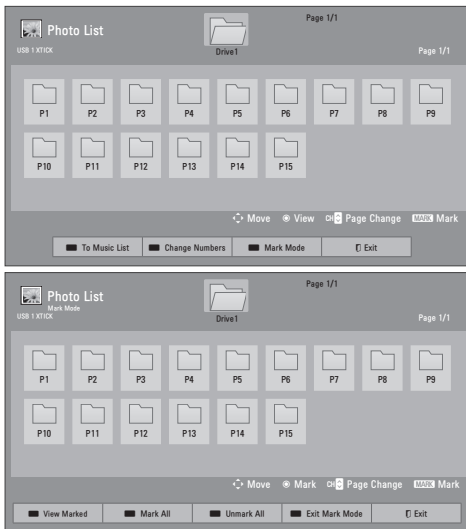 Page 1/1
Photo List
USB 1 XTICK
Drive1
Page 1/1
P1 P2 P3 P4 P5 P6 P7 P8 P9
P10 P11 P12 P13 P14 P15
Move View CH Page Change MARK Mark
To Music List Change Numbers Mark Mode Exit
Page 1/1
Photo List
Mark Mode
USB 1 XTICK
Drive1
Page 1/1
P1 P2 P3 P4 P5 P6 P7 P8 P9
P10 P11 P12 P13 P14 P15
Move Mark CH Page Change MARK Mark
View Marked Mark All Unmark All Exit Mark Mode Exit